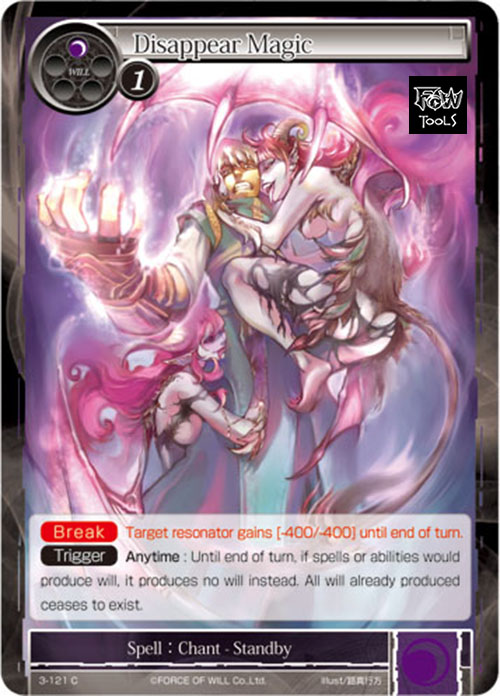 Disappear Magic
WILL
1
FOW
TOOLS
Break Target resonator gains [-400/-400] until end of turn.
Trigger Anytime : Until end of turn, if spells or abilities would
produce will, it produces no will instead. All will already produced
ceases to exist.
Spell : Chant - Standby
3-121 C ©FORCE OF WILL Co.,Ltd. Illust/